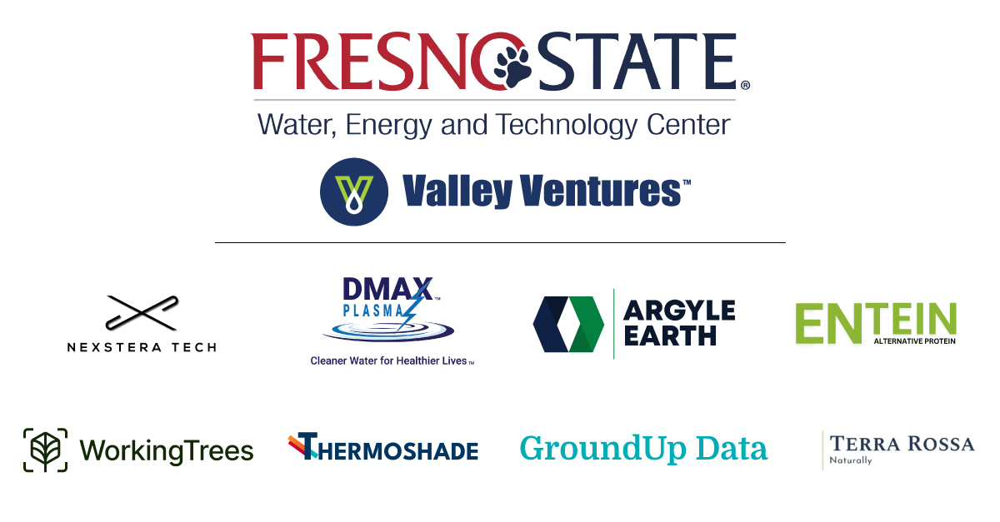 FRESNO STATE®
Water, Energy and Technology Center
Valley Ventures™
NEXSTERA TECH
DMAX™
PLASMA
Cleaner Water for Healthier Lives™
ARGYLE
EARTH
ENTEIN
ALTERNATIVE PROTEIN
WorkingTrees
THERMOSHADE
GroundUp Data
TERRA ROSSA
Naturally